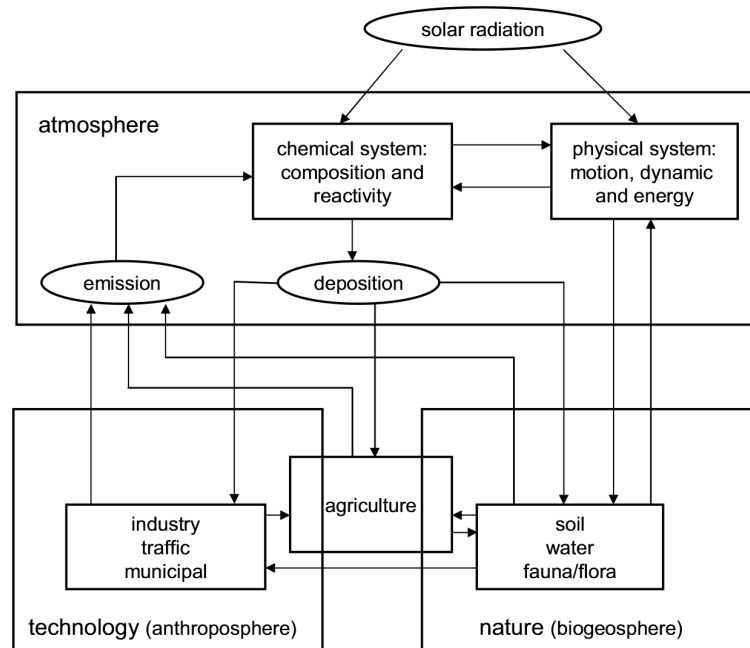 solar radiation
atmosphere
chemical system:
composition and
reactivity
physical system:
motion, dynamic
and energy
emission
deposition
agriculture
industry
traffic
municipal
soil
water
fauna/flora
technology (anthroposphere)
nature (biogeosphere)